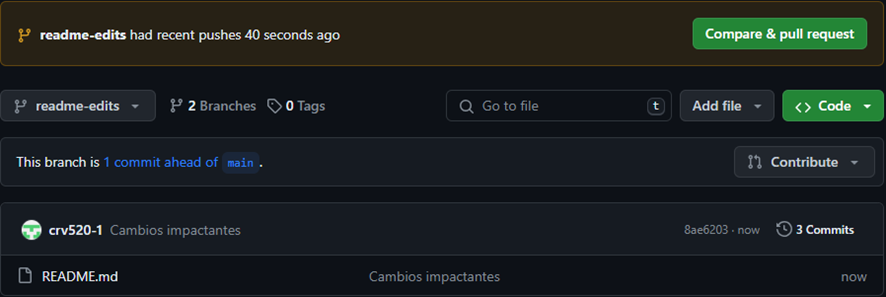 readme-edits had recent pushes 40 seconds ago Compare & pull request
readme-edits 2 Branches 0 Tags Go to file t Add file Code
This branch is 1 commit ahead of main . Contribute
crv520-1 Cambios impactantes 8ae6203 · now 3 Commits
README.md Cambios impactantes now